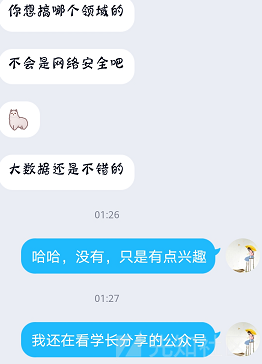 你想搞哪个领域的
不会是网络安全吧
大数据还是不错的
01:26
哈哈，没有，只是有点兴趣
01:27
我还在看学长分享的公众号